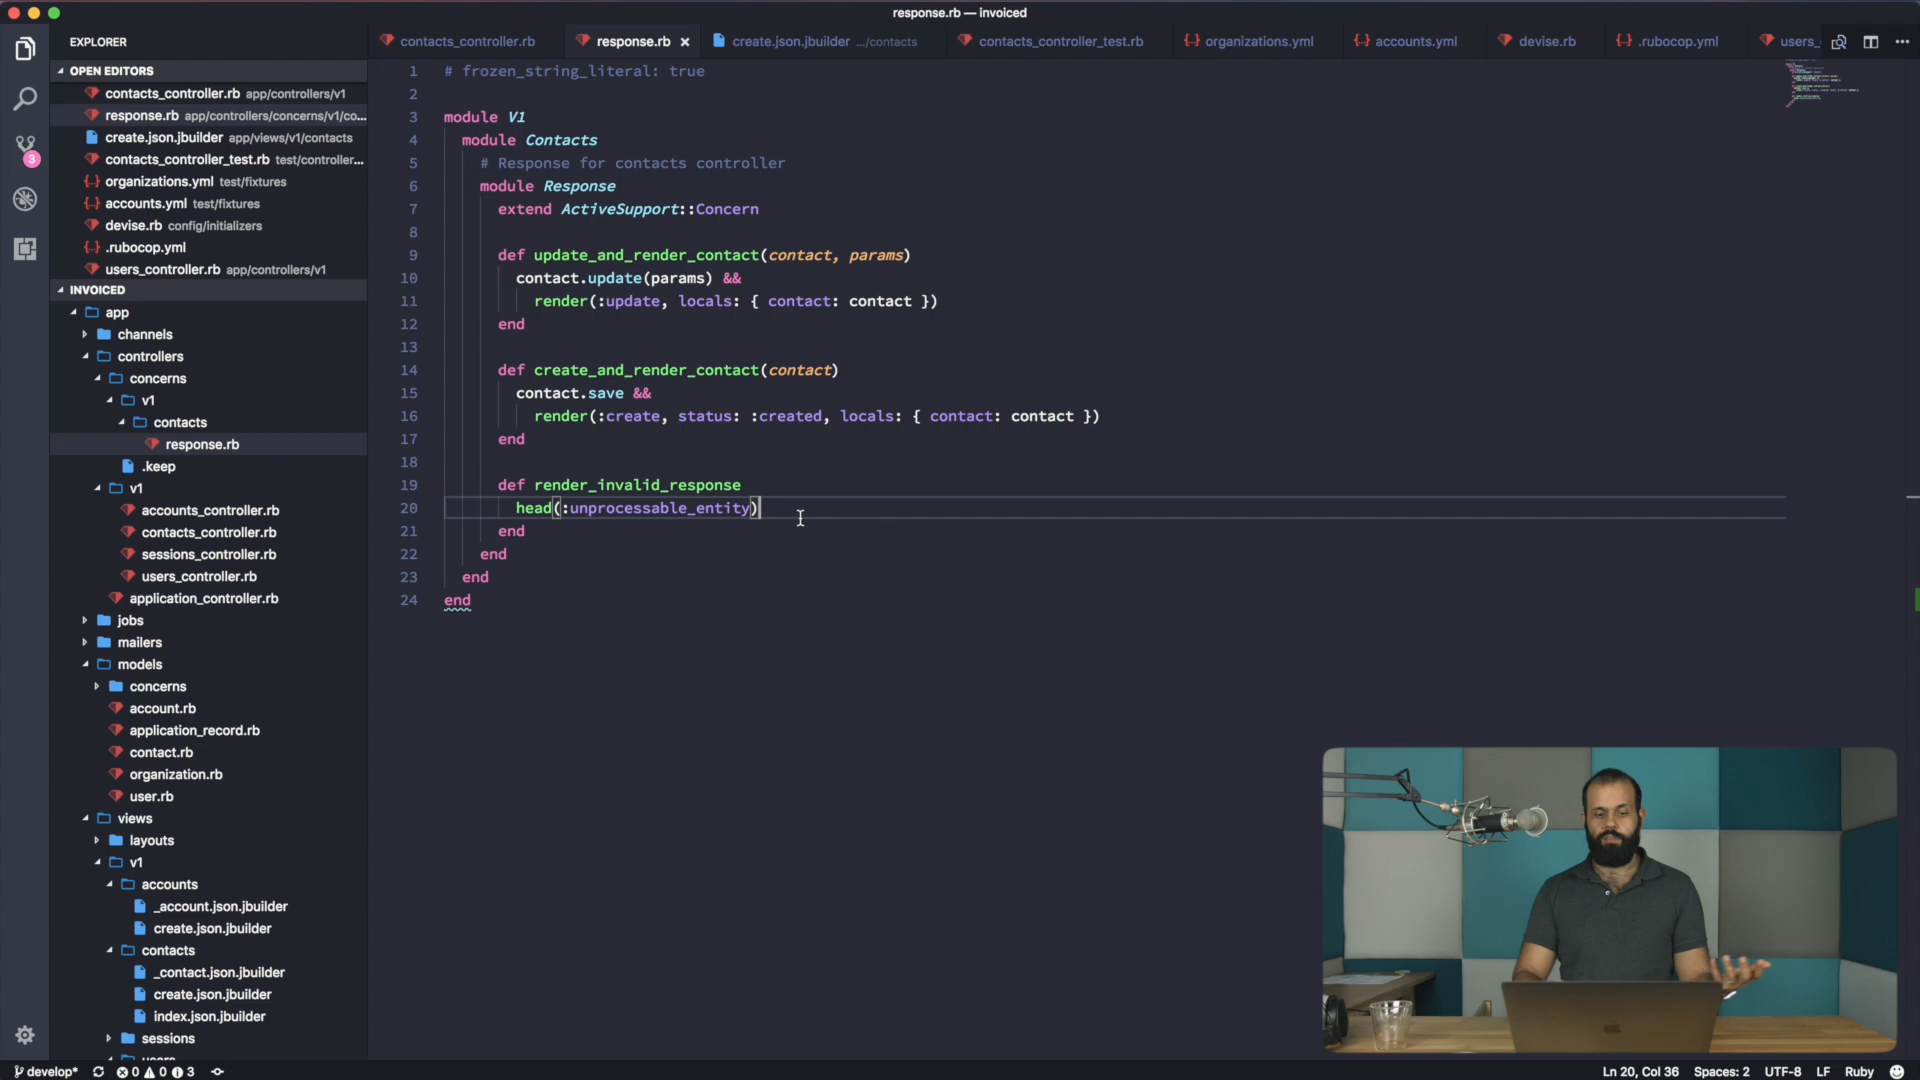 response.rb — invoiced
EXPLORER
contacts_controller.rb
response.rb
create.json.jbuilder .../contacts
contacts_controller_test.rb
organizations.yml
accounts.yml
devise.rb
.rubocop.yml
users_
OPEN EDITORS
contacts_controller.rb app/controllers/v1
response.rb app/controllers/concerns/v1/co...
create.json.jbuilder app/views/v1/contacts
contacts_controller_test.rb test/controller...
organizations.yml test/fixtures
accounts.yml test/fixtures
devise.rb config/initializers
.rubocop.yml
users_controller.rb app/controllers/v1
INVOICED
app
channels
controllers
concerns
v1
contacts
response.rb
.keep
v1
accounts_controller.rb
contacts_controller.rb
sessions_controller.rb
users_controller.rb
application_controller.rb
jobs
mailers
models
concerns
account.rb
application_record.rb
contact.rb
organization.rb
user.rb
views
layouts
v1
accounts
_account.json.jbuilder
create.json.jbuilder
contacts
_contact.json.jbuilder
create.json.jbuilder
index.json.jbuilder
sessions
3
1 # frozen_string_literal: true
2
3 module V1
4 module Contacts
5 # Response for contacts controller
6 module Response
7 extend ActiveSupport::Concern
8
9 def update_and_render_contact(contact, params)
10 contact.update(params) &&
11 render(:update, locals: { contact: contact })
12 end
13
14 def create_and_render_contact(contact)
15 contact.save &&
16 render(:create, status: :created, locals: { contact: contact })
17 end
18
19 def render_invalid_response
20 head(:unprocessable_entity)
21 end
22 end
23 end
24 end
develop* 0 0 3
Ln 20, Col 36 Spaces: 2 UTF-8 LF Ruby